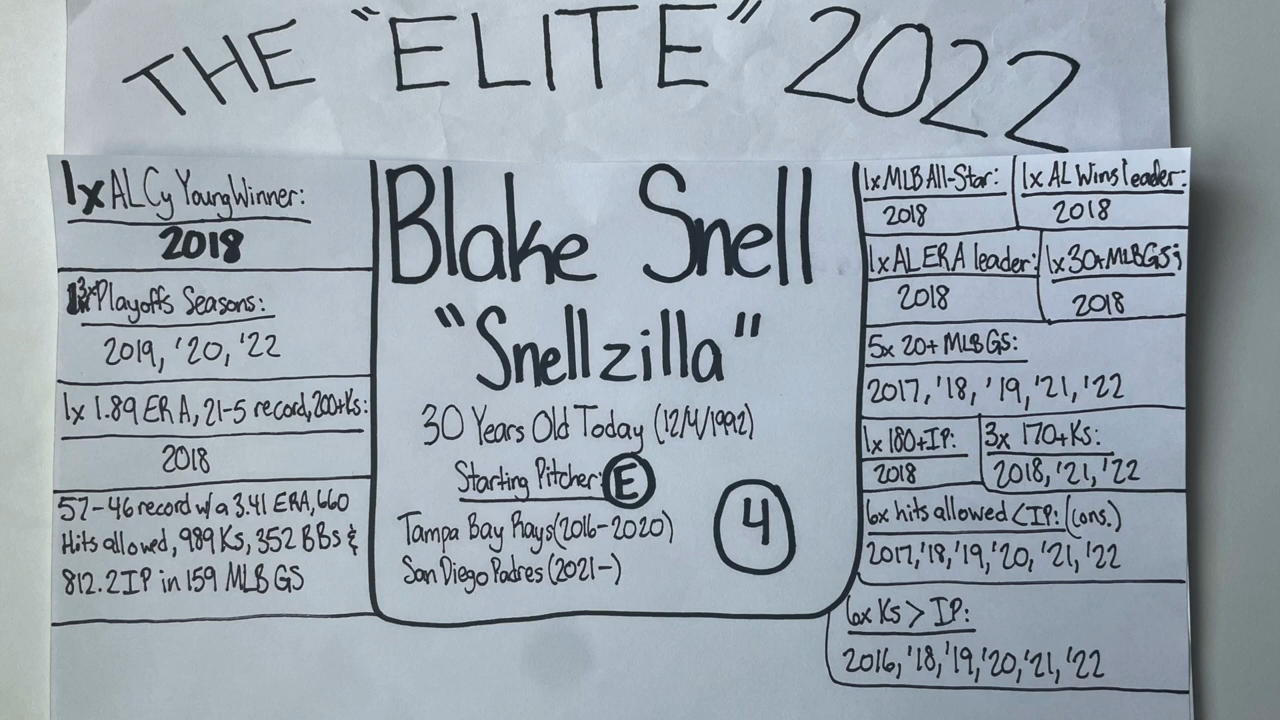 THE "ELITE" 2022
1x AL Cy Young Winner:
2018
3x Playoffs Seasons:
2019, '20, '22
1x 1.89 ERA, 21-5 record, 200+Ks:
2018
57-46 record w/a 3.41 ERA, 660
Hits allowed, 989 Ks, 352 BBs &
812.2 IP in 159 MLB GS
Blake Snell
"Snellzilla"
30 Years Old Today (12/4/1992)
Starting Pitcher: E
Tampa Bay Rays (2016-2020)
San Diego Padres (2021-)
4
1x MLB All-Star:
2018
1x AL Wins leader:
2018
1x AL ERA leader:
2018
1x 30+ MLB GS:
2018
5x 20+ MLB GS:
2017, '18, '19, '21, '22
1x 180+ IP:
2018
3x 170+ Ks:
2018, '21, '22
6x hits allowed < IP: (cons.)
2017, '18, '19, '20, '21, '22
6x Ks > IP:
2016, '18, '19, '20, '21, '22